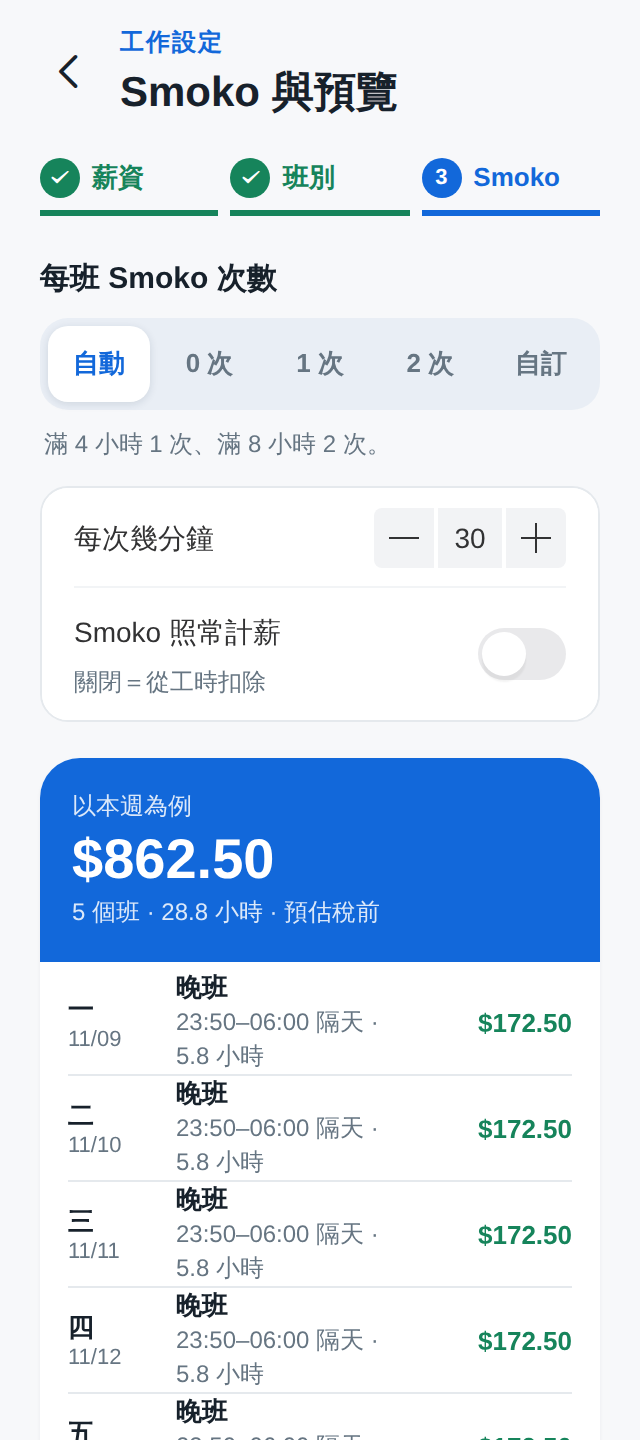 工作設定
Smoko 與預覽
薪資
班別
3 Smoko
每班 Smoko 次數
自動 0 次 1 次 2 次 自訂
滿 4 小時 1 次、滿 8 小時 2 次。
每次幾分鐘 30
Smoko 照常計薪
關閉＝從工時扣除
以本週為例
$862.50
5 個班 · 28.8 小時 · 預估稅前
一
11/09
晚班
23:50–06:00 隔天 ·
5.8 小時
$172.50
二
11/10
晚班
23:50–06:00 隔天 ·
5.8 小時
$172.50
三
11/11
晚班
23:50–06:00 隔天 ·
5.8 小時
$172.50
四
11/12
晚班
23:50–06:00 隔天 ·
5.8 小時
$172.50
五
晚班